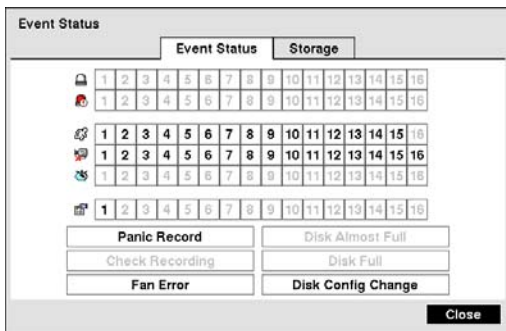 Event Status
Event Status Storage
1 2 3 4 5 6 7 8 9 10 11 12 13 14 15 16
1 2 3 4 5 6 7 8 9 10 11 12 13 14 15 16
1 2 3 4 5 6 7 8 9 10 11 12 13 14 15 16
1 2 3 4 5 6 7 8 9 10 11 12 13 14 15 16
1 2 3 4 5 6 7 8 9 10 11 12 13 14 15 16
1 2 3 4 5 6 7 8 9 10 11 12 13 14 15 16
Panic Record Disk Almost Full
Check Recording Disk Full
Fan Error Disk Config Change
Close